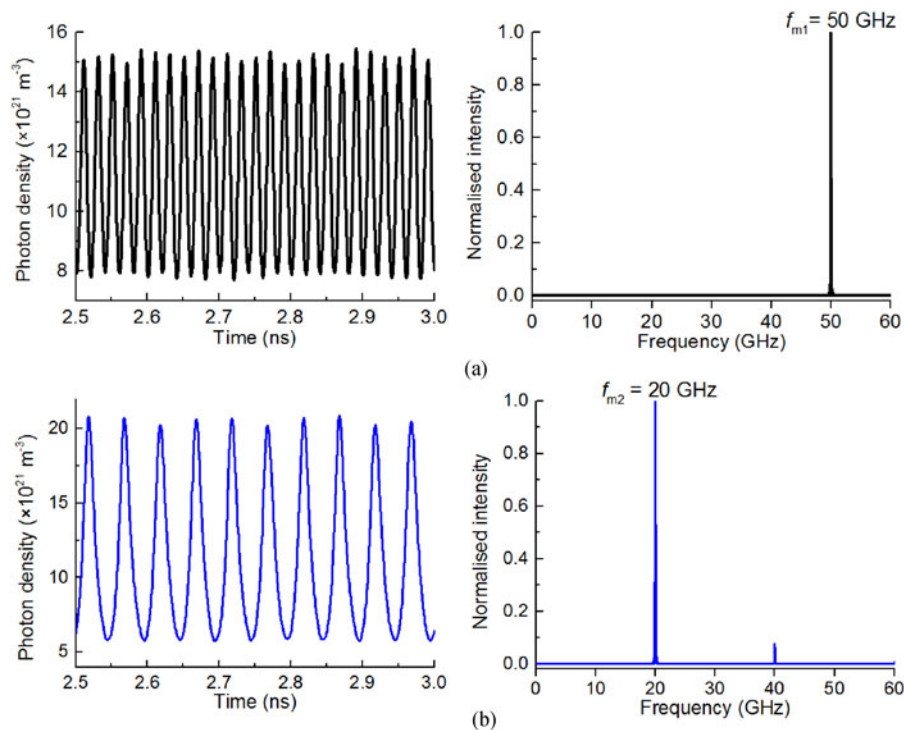 16
14
12
10
8
Photon density (×10²¹ m⁻³)
2.5 2.6 2.7 2.8 2.9 3.0
Time (ns)
fm1 = 50 GHz
1.0
0.8
0.6
0.4
0.2
0.0
Normalised intensity
0 10 20 30 40 50 60
Frequency (GHz)
(a)
20
15
10
5
Photon density (×10²¹ m⁻³)
2.5 2.6 2.7 2.8 2.9 3.0
Time (ns)
fm2 = 20 GHz
1.0
0.8
0.6
0.4
0.2
0.0
Normalised intensity
0 10 20 30 40 50 60
Frequency (GHz)
(b)